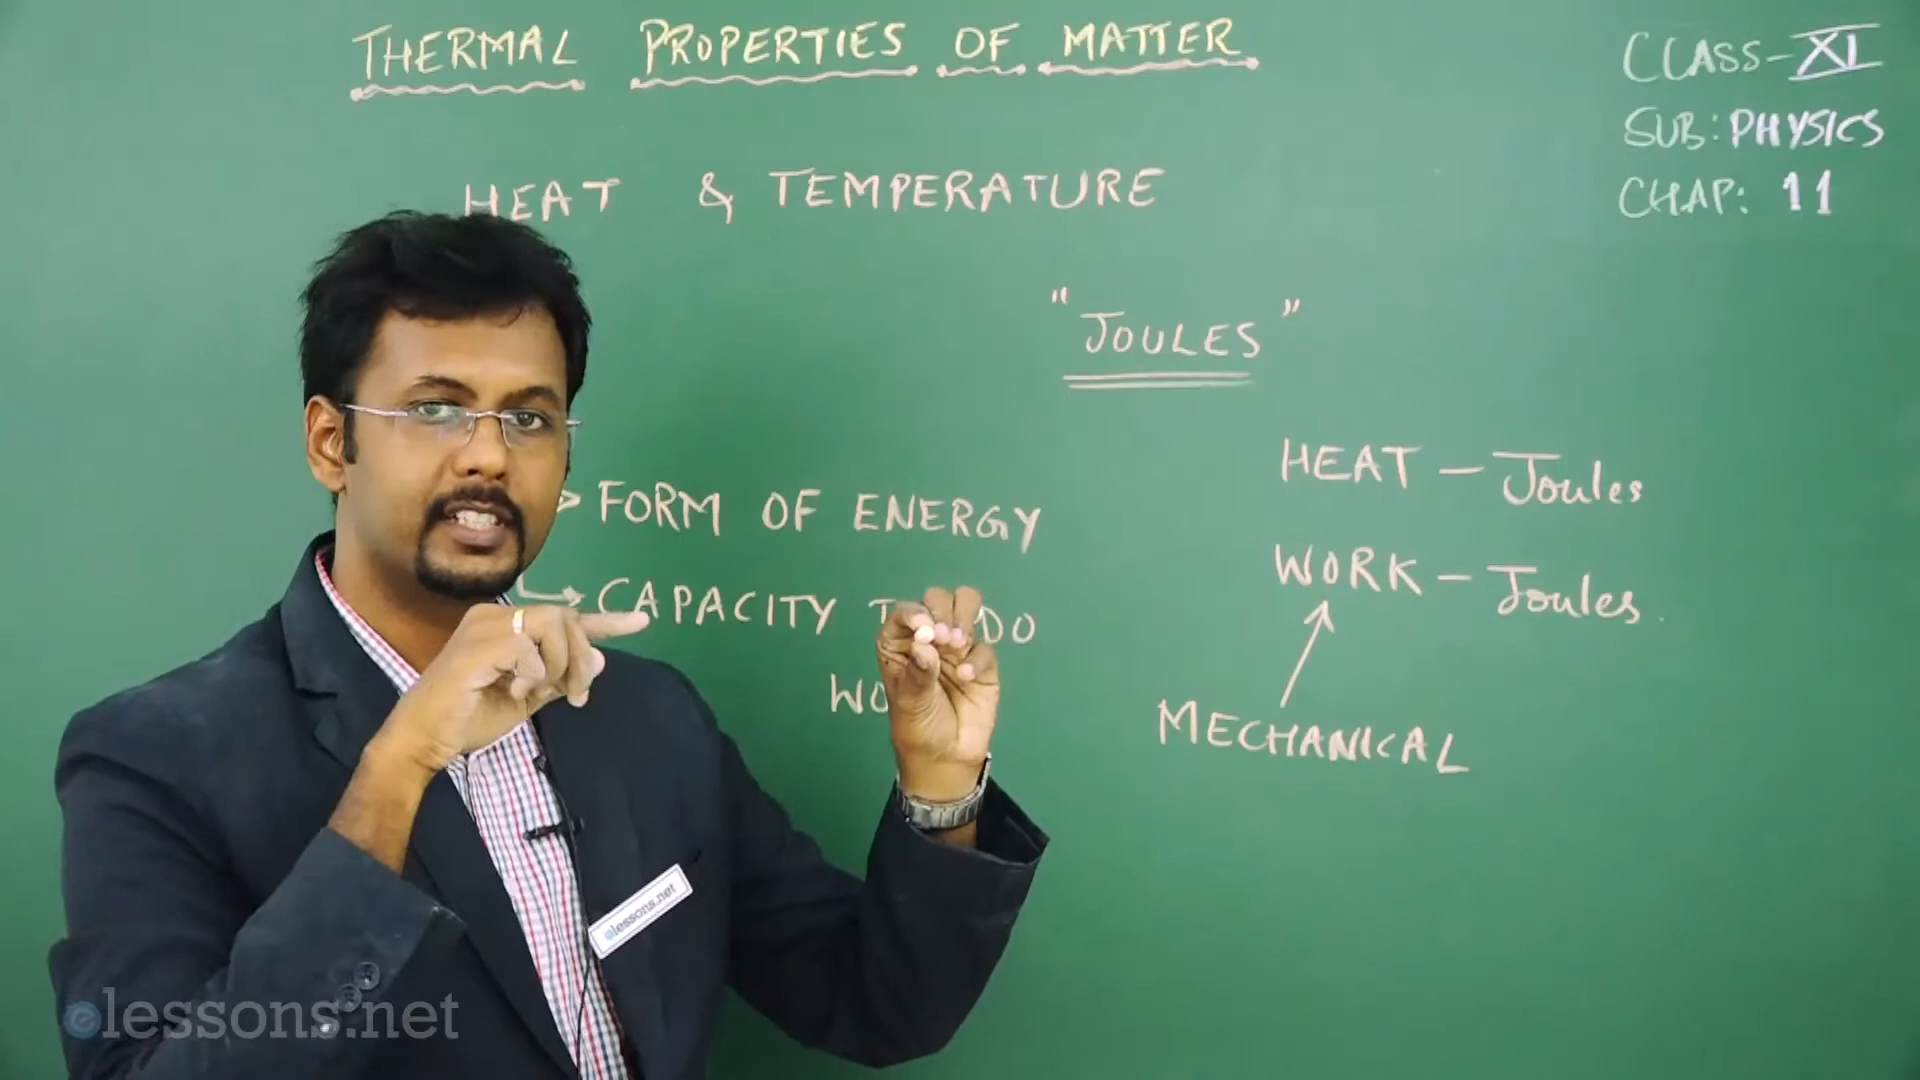 THERMAL PROPERTIES OF MATTER
CLASS-XI
SUB: PHYSICS
CHAP: 11
HEAT & TEMPERATURE
"JOULES"
HEAT - Joules
FORM OF ENERGY
WORK - Joules
CAPACITY DO
MECHANICAL
elessons.net
elessons.net